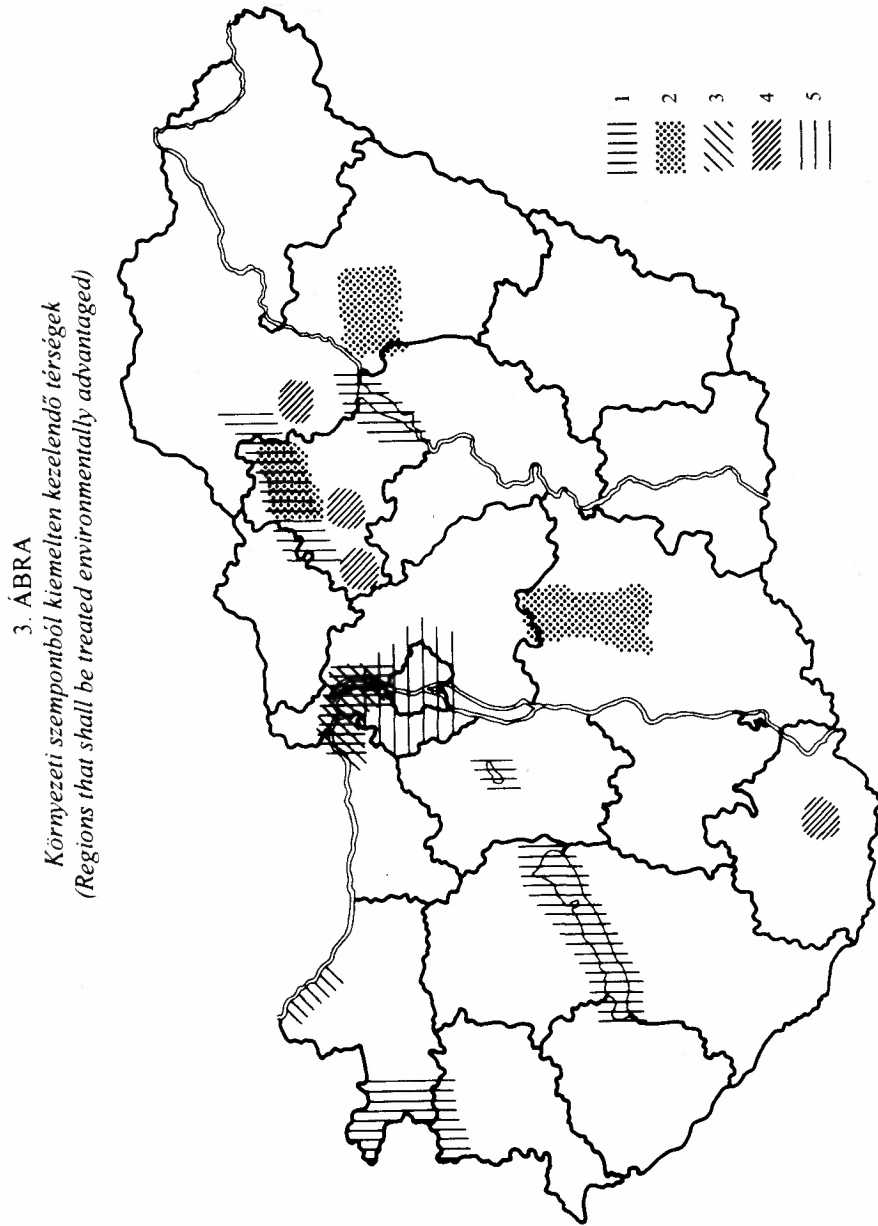 3. ÁBRA
Környezeti szempontból kiemelten kezelendő térségek
(Regions that shall be treated environmentally advantaged)
1
2
3
4
5